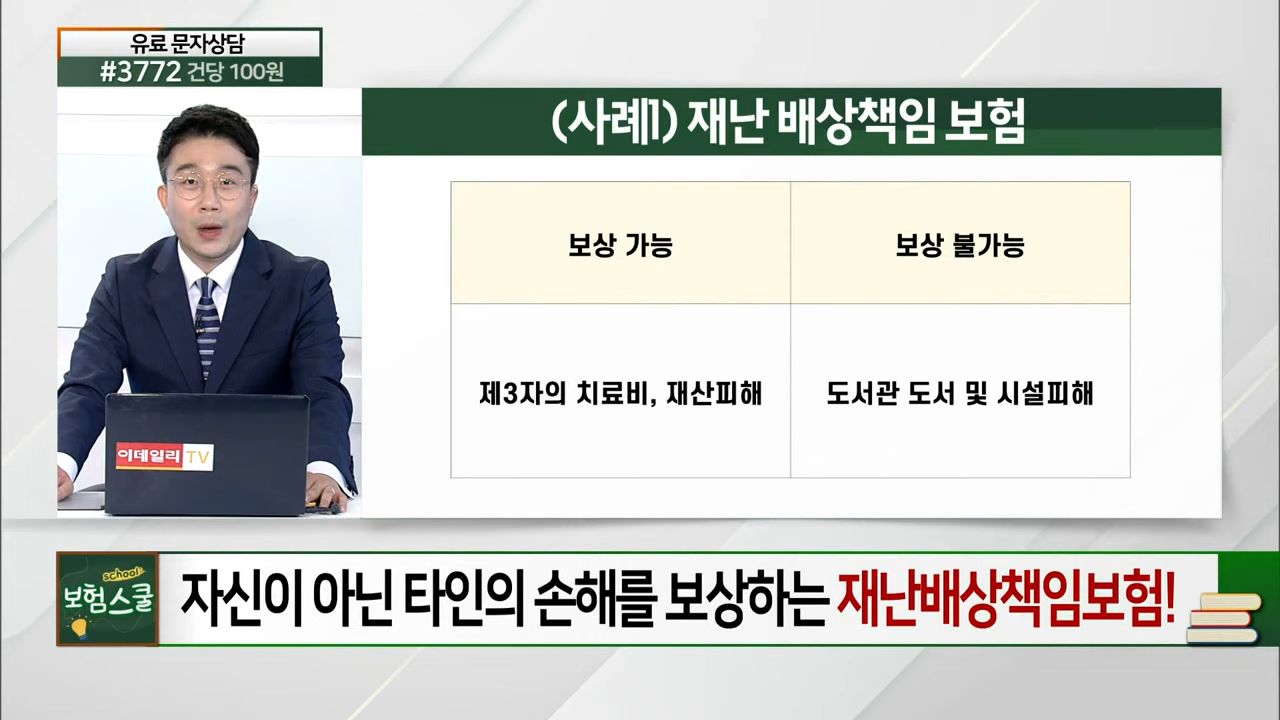 유료 문자상담
#3772 건당 100원
(사례1) 재난 배상책임 보험
보상 가능
보상 불가능
제3자의 치료비, 재산피해
도서관 도서 및 시설피해
이데일리 TV
school
보험스쿨
자신이 아닌 타인의 손해를 보상하는 재난배상책임보험!